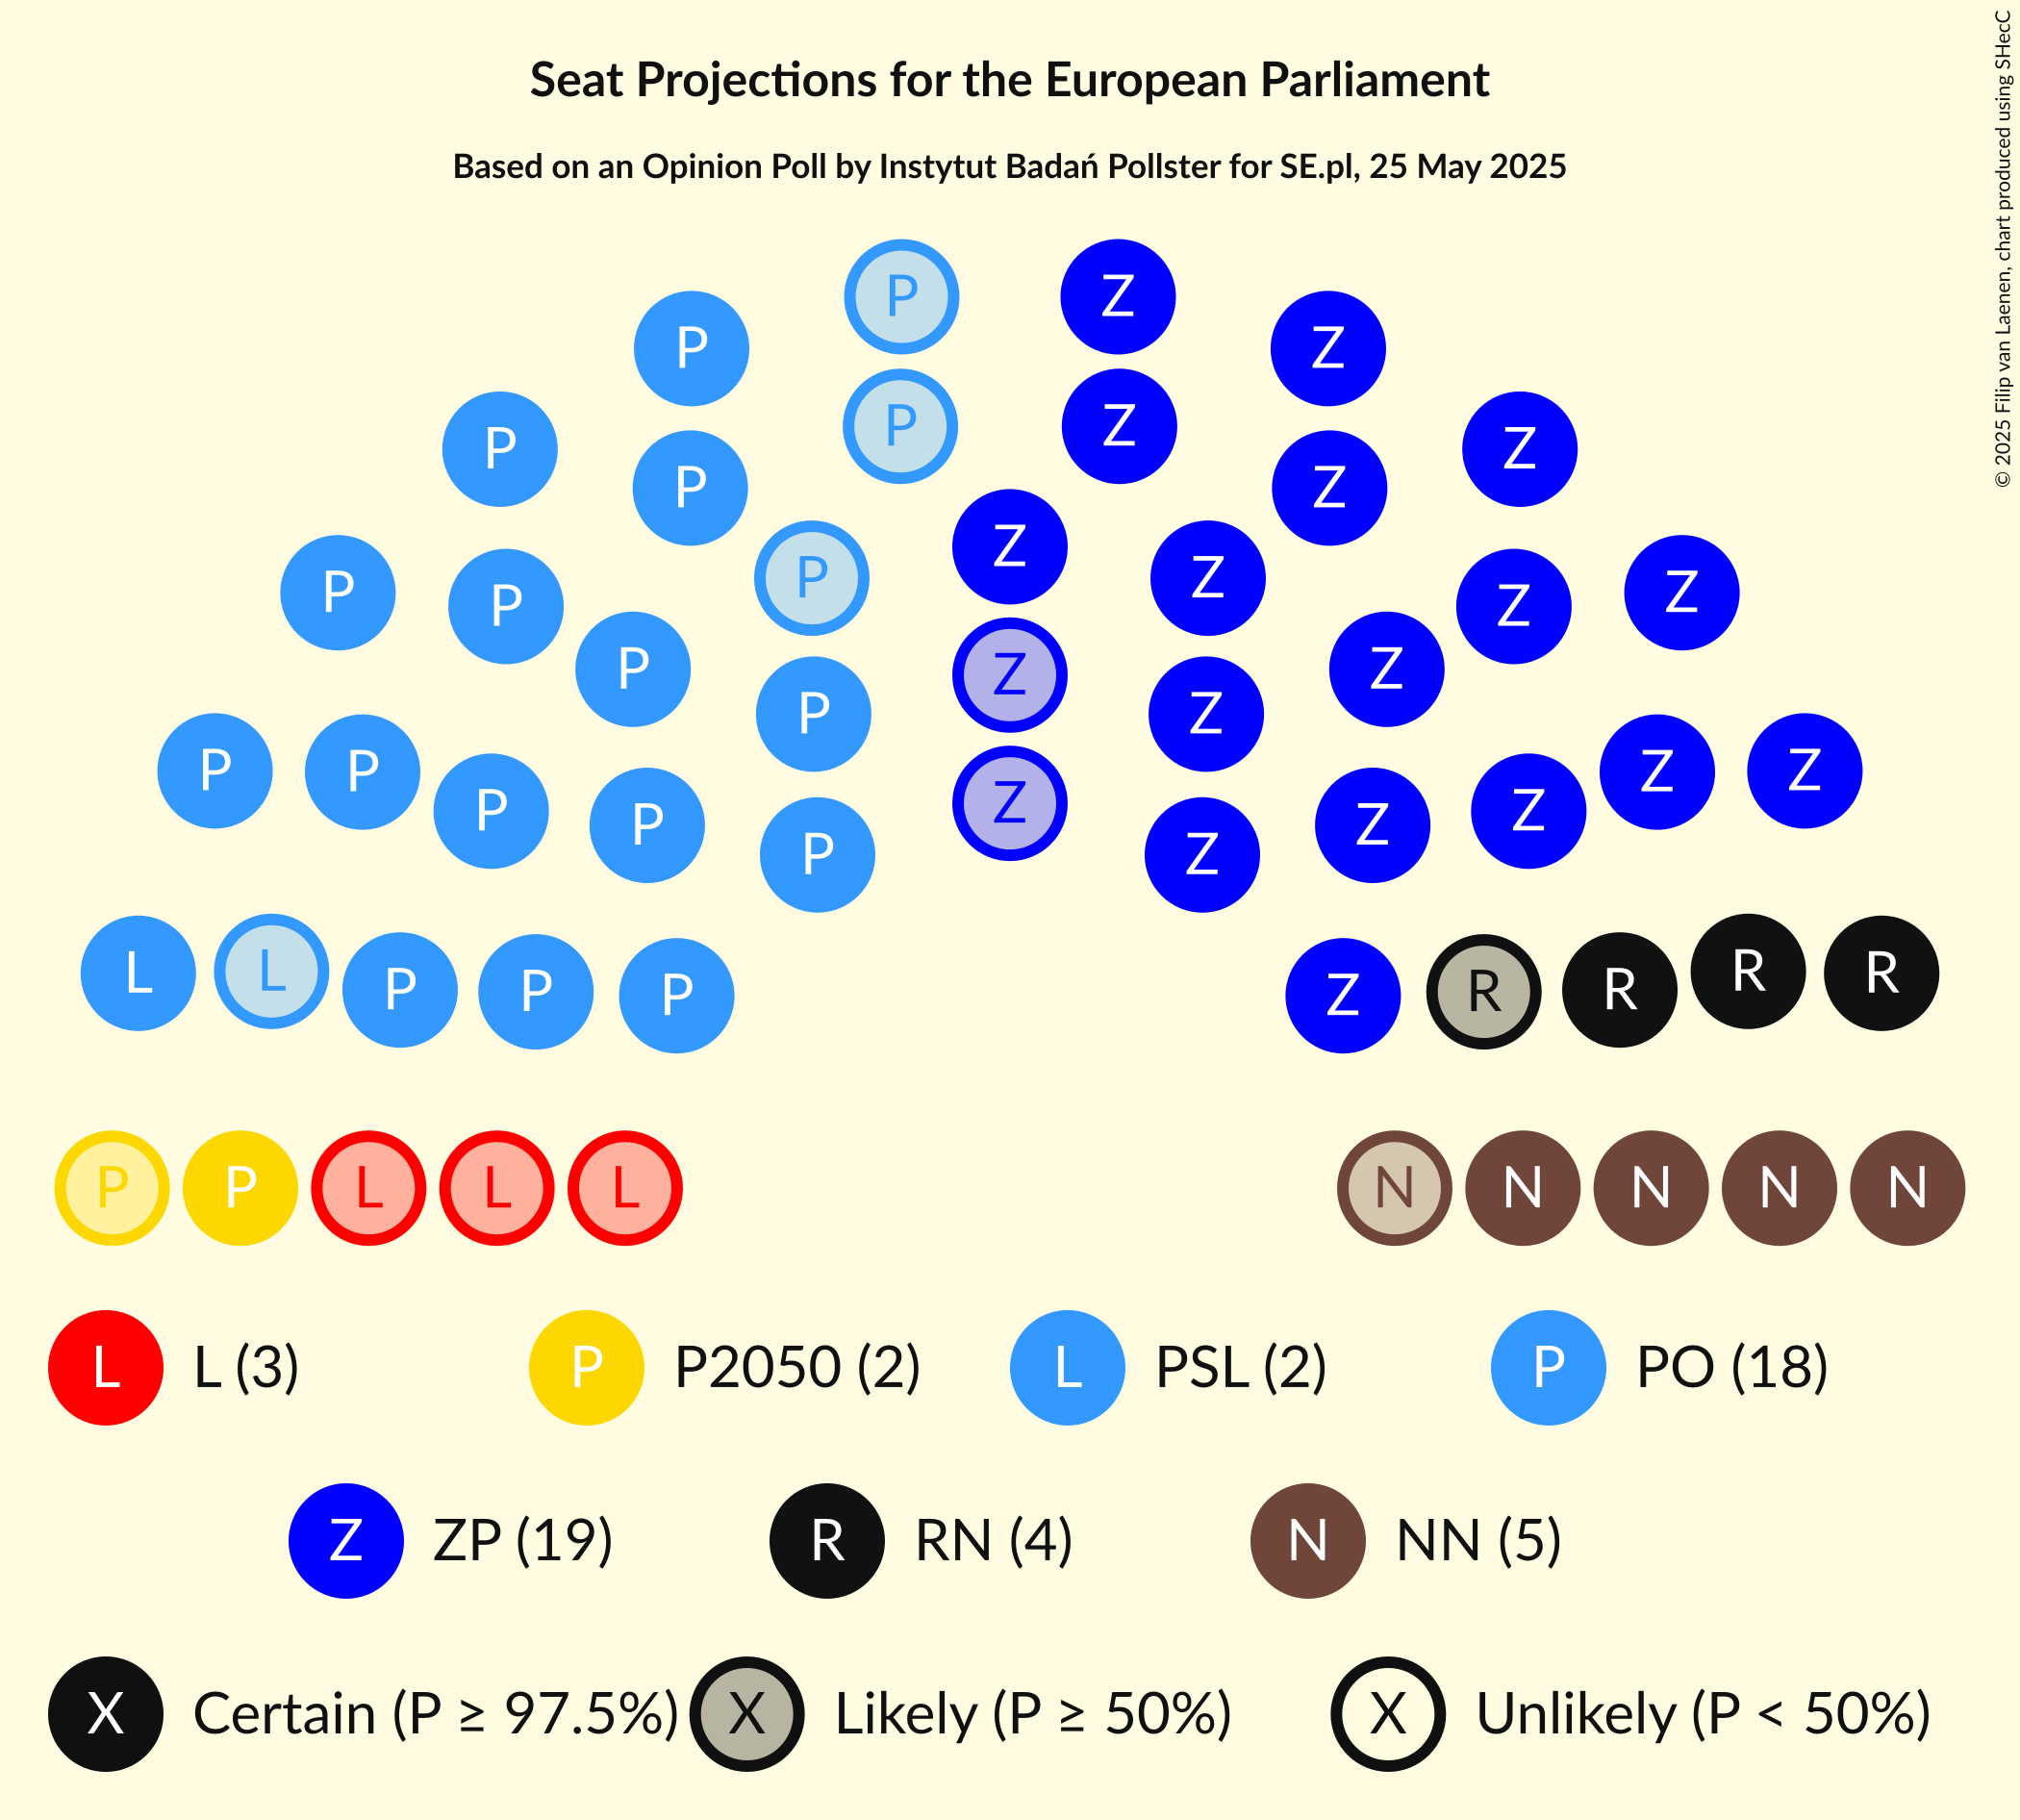 Seat Projections for the European Parliament
Based on an Opinion Poll by Instytut Badań Pollster for SE.pl, 25 May 2025
© 2025 Filip van Laenen, chart produced using SHecC
P Z
P Z
P Z
P Z
P Z
P Z
Z
P Z
P Z
P Z
P Z
Z
P Z
P P Z Z
P Z
P Z
Z
P Z
L L P P P Z R R R R
P P L L L N N N N N
L L (3) P P2050 (2) L PSL (2) P PO (18)
Z ZP (19) R RN (4) N NN (5)
X Certain (P ≥ 97.5%) X Likely (P ≥ 50%) X Unlikely (P < 50%)